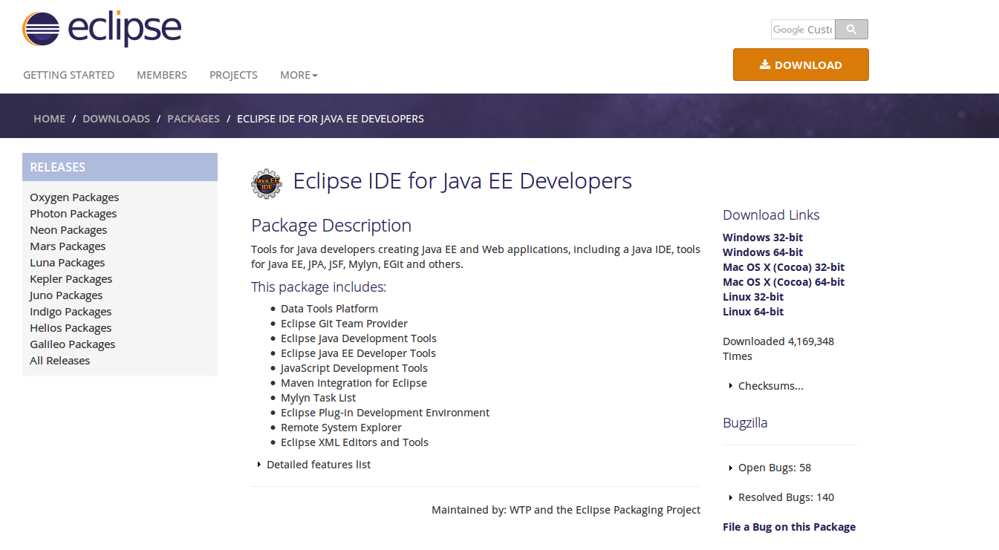 eclipse
Google Custo
DOWNLOAD
GETTING STARTED MEMBERS PROJECTS MORE
HOME / DOWNLOADS / PACKAGES / ECLIPSE IDE FOR JAVA EE DEVELOPERS
RELEASES
Oxygen Packages
Photon Packages
Neon Packages
Mars Packages
Luna Packages
Kepler Packages
Juno Packages
Indigo Packages
Helios Packages
Galileo Packages
All Releases
Java EE
IDE
Eclipse IDE for Java EE Developers
Package Description
Tools for Java developers creating Java EE and Web applications, including a Java IDE, tools
for Java EE, JPA, JSF, Mylyn, EGit and others.
This package includes:
Data Tools Platform
Eclipse Git Team Provider
Eclipse Java Development Tools
Eclipse Java EE Developer Tools
JavaScript Development Tools
Maven Integration for Eclipse
Mylyn Task List
Eclipse Plug-in Development Environment
Remote System Explorer
Eclipse XML Editors and Tools
Detailed features list
Maintained by: WTP and the Eclipse Packaging Project
Download Links
Windows 32-bit
Windows 64-bit
Mac OS X (Cocoa) 32-bit
Mac OS X (Cocoa) 64-bit
Linux 32-bit
Linux 64-bit
Downloaded 4,169,348
Times
Checksums...
Bugzilla
Open Bugs: 58
Resolved Bugs: 140
File a Bug on this Package